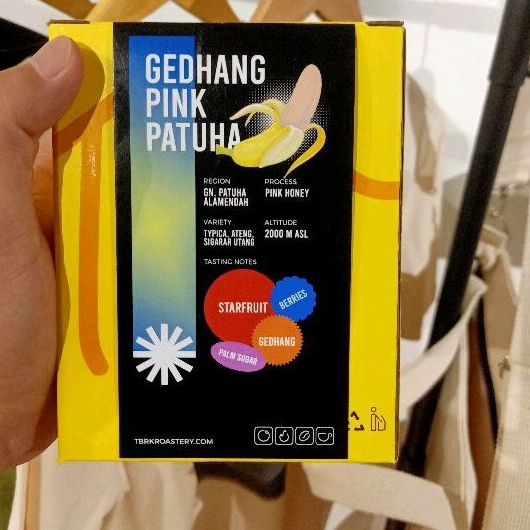 GEDHANG
PINK
PATUHA
REGION
GN. PATUHA
ALAMENDAH
PROCESS
PINK HONEY
VARIETY
TYPICA, ATENG,
SIGARAR UTANG
ALTITUDE
2000 M ASL
TASTING NOTES
STARFRUIT
BERRIES
GEDHANG
PALM SUGAR
TBRKROASTERY.COM